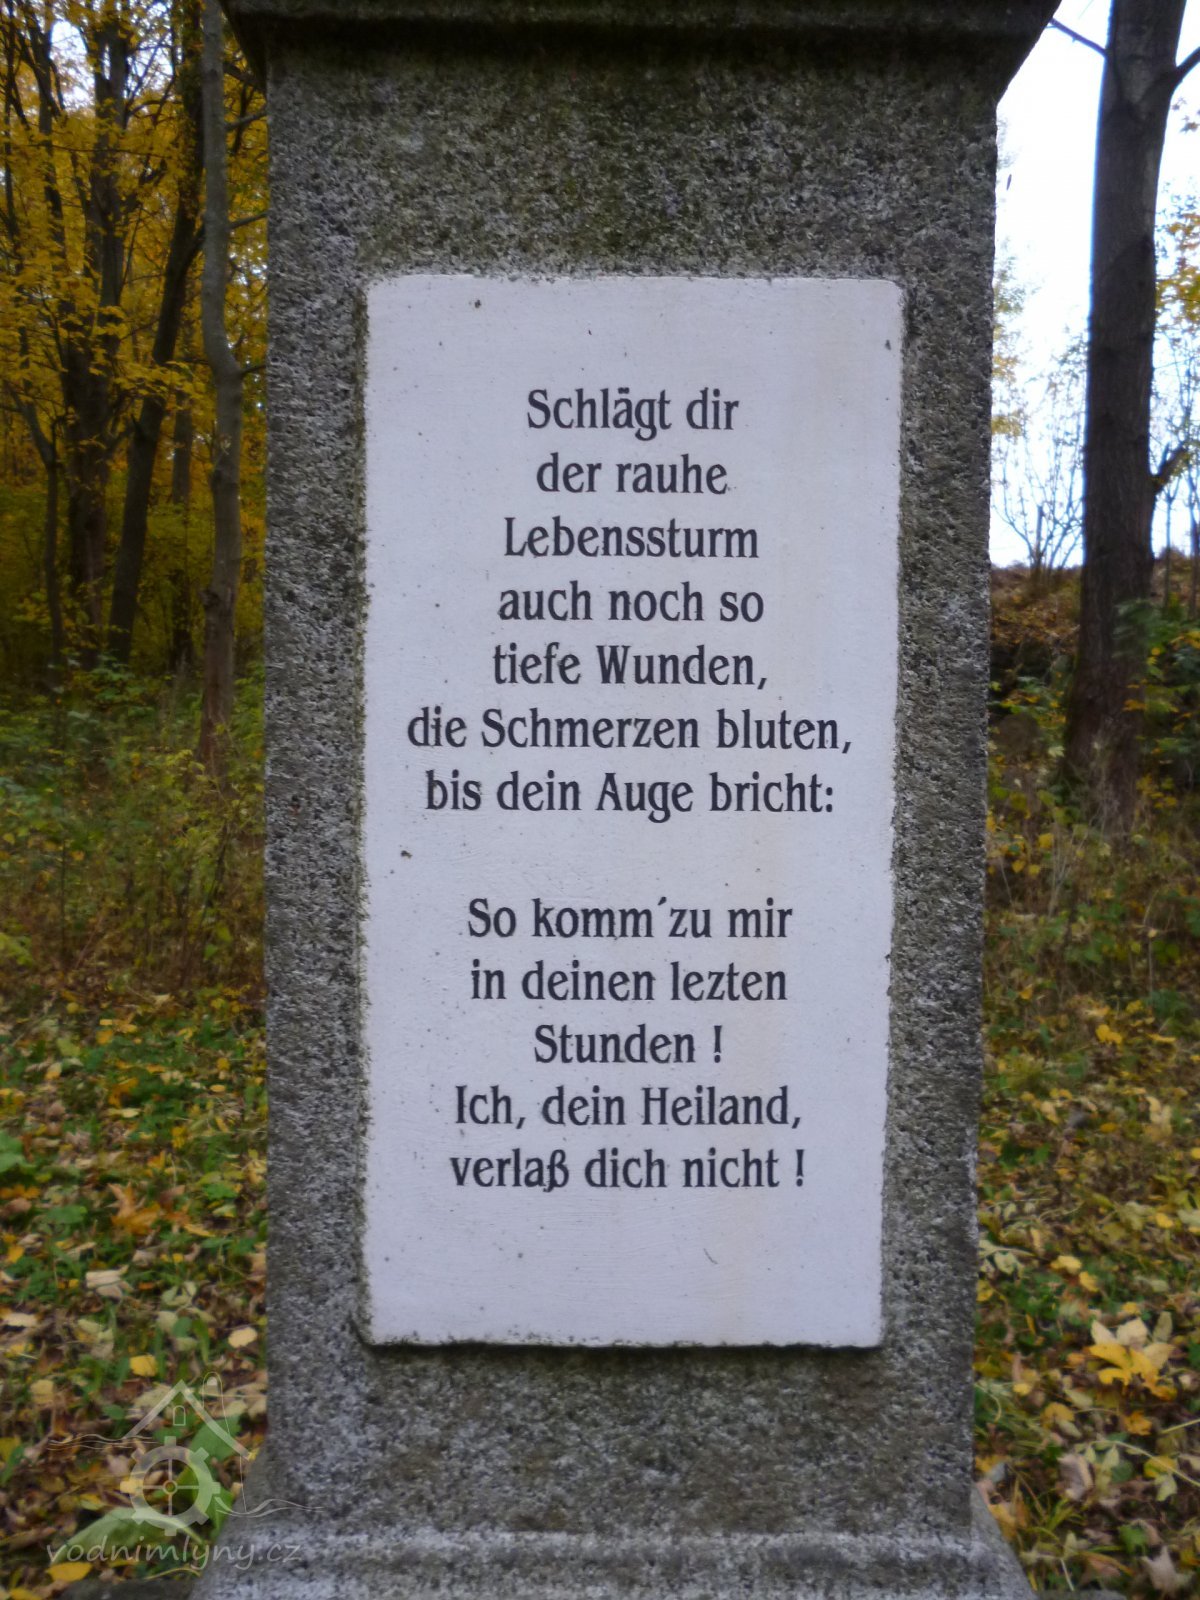 Schlägt dir
der rauhe
Lebenssturm
auch noch so
tiefe Wunden,
die Schmerzen bluten,
bis dein Auge bricht:
So komm´zu mir
in deinen lezten
Stunden !
Ich, dein Heiland,
verlaß dich nicht !
vodnimlyny.cz